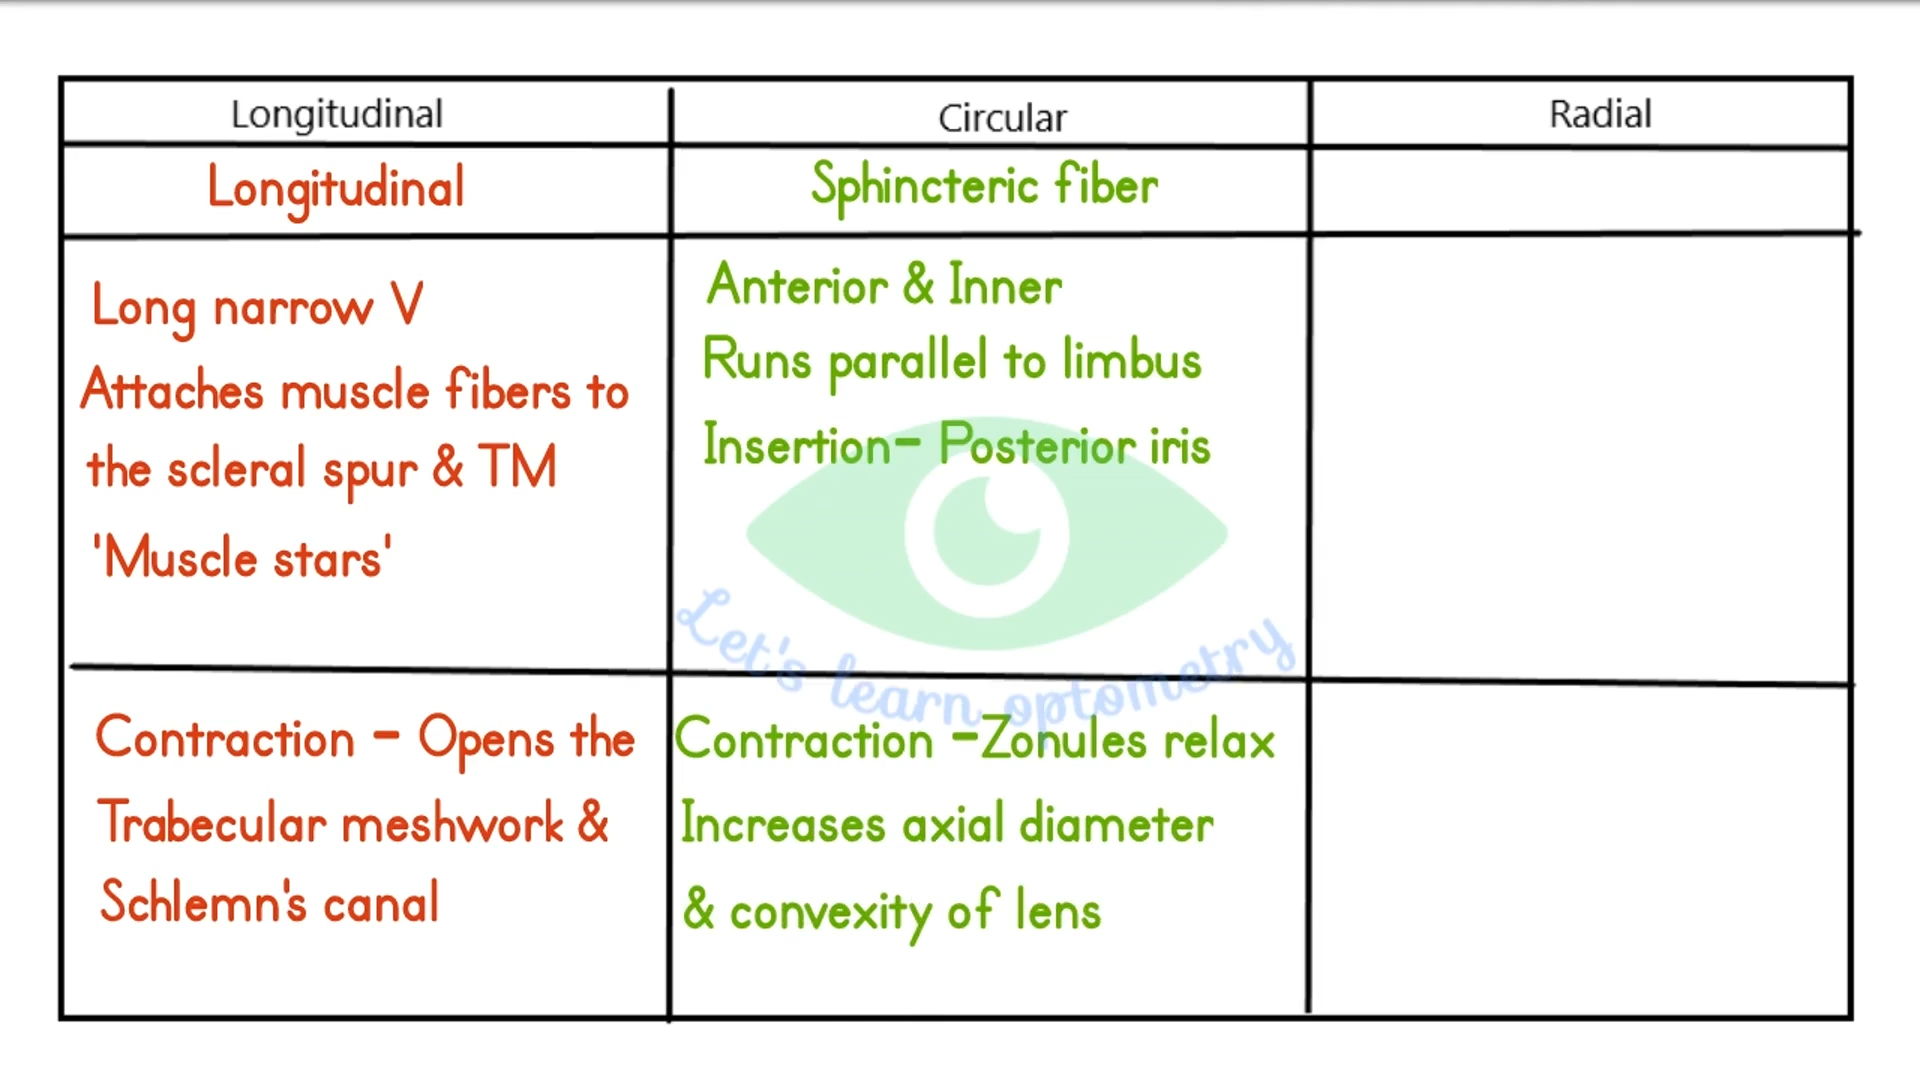 Longitudinal
Circular
Radial
Longitudinal
Sphincteric fiber
Long narrow V
Attaches muscle fibers to
the scleral spur & TM
'Muscle stars'
Anterior & Inner
Runs parallel to limbus
Insertion- Posterior iris
Let's learn optometry
Contraction - Opens the
Trabecular meshwork &
Schlemn's canal
Contraction -Zonules relax
Increases axial diameter
& convexity of lens